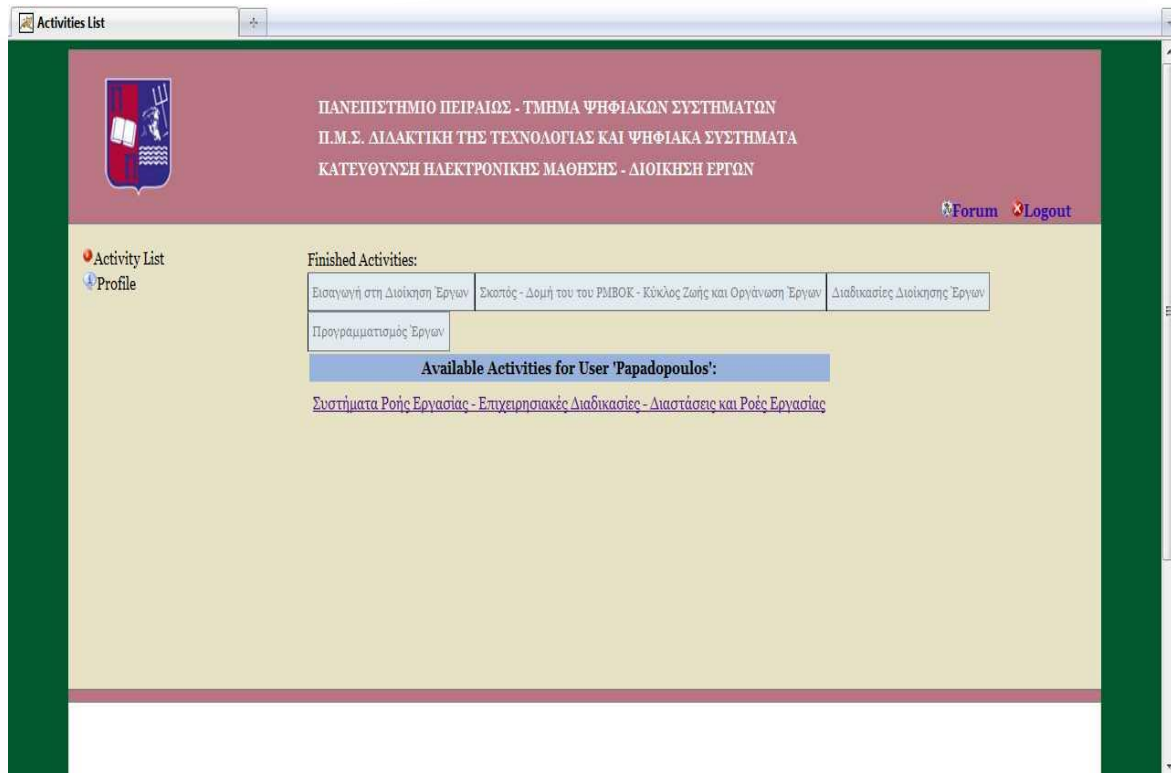 Activities List
ΠΑΝΕΠΙΣΤΗΜΙΟ ΠΕΙΡΑΙΩΣ - ΤΜΗΜΑ ΨΗΦΙΑΚΩΝ ΣΥΣΤΗΜΑΤΩΝ
Π.Μ.Σ. ΔΙΔΑΚΤΙΚΗ ΤΗΣ ΤΕΧΝΟΛΟΓΙΑΣ ΚΑΙ ΨΗΦΙΑΚΑ ΣΥΣΤΗΜΑΤΑ
ΚΑΤΕΥΘΥΝΣΗ ΗΛΕΚΤΡΟΝΙΚΗΣ ΜΑΘΗΣΗΣ - ΔΙΟΙΚΗΣΗ ΕΡΓΩΝ
Forum Logout
Activity List
Profile
Finished Activities:
Εισαγωγή στη Διοίκηση Έργων Σκοπός - Δομή του του PMBOK - Κύκλος Ζωής και Οργάνωση Έργων Διαδικασίες Διοίκησης Έργων
Προγραμματισμός Έργων
Available Activities for User 'Papadopoulos':
Συστήματα Ροής Εργασίας - Επιχειρησιακές Διαδικασίες - Διαστάσεις και Ροές Εργασίας